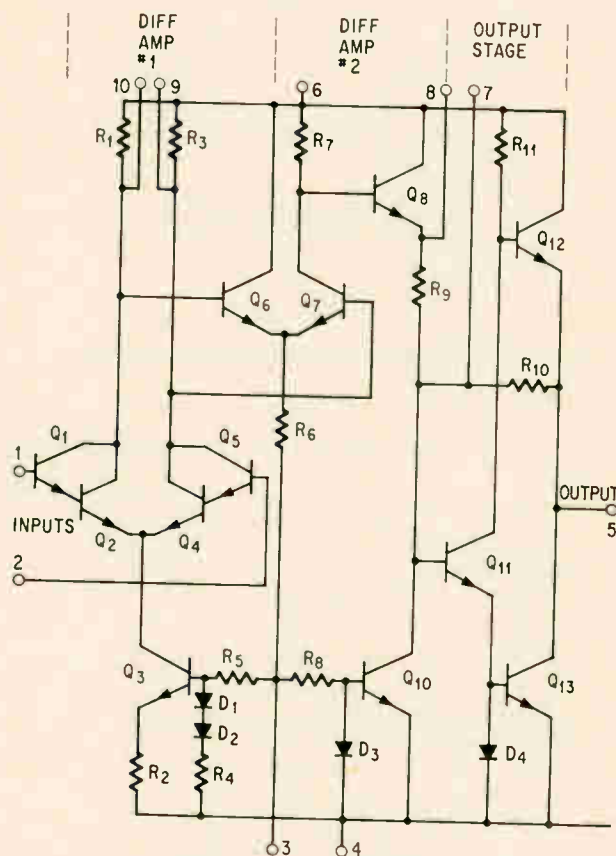 DIFF
AMP
#1
DIFF
AMP
#2
OUTPUT
STAGE
10
9
6
8
7
R1
R3
R7
R11
Q8
Q12
R9
Q6
Q7
R10
R6
Q1
Q5
1
OUTPUT
5
INPUTS
Q2
Q4
2
Q11
Q3
R5
R8
Q10
Q13
D1
D2
D3
D4
R2
R4
3
4